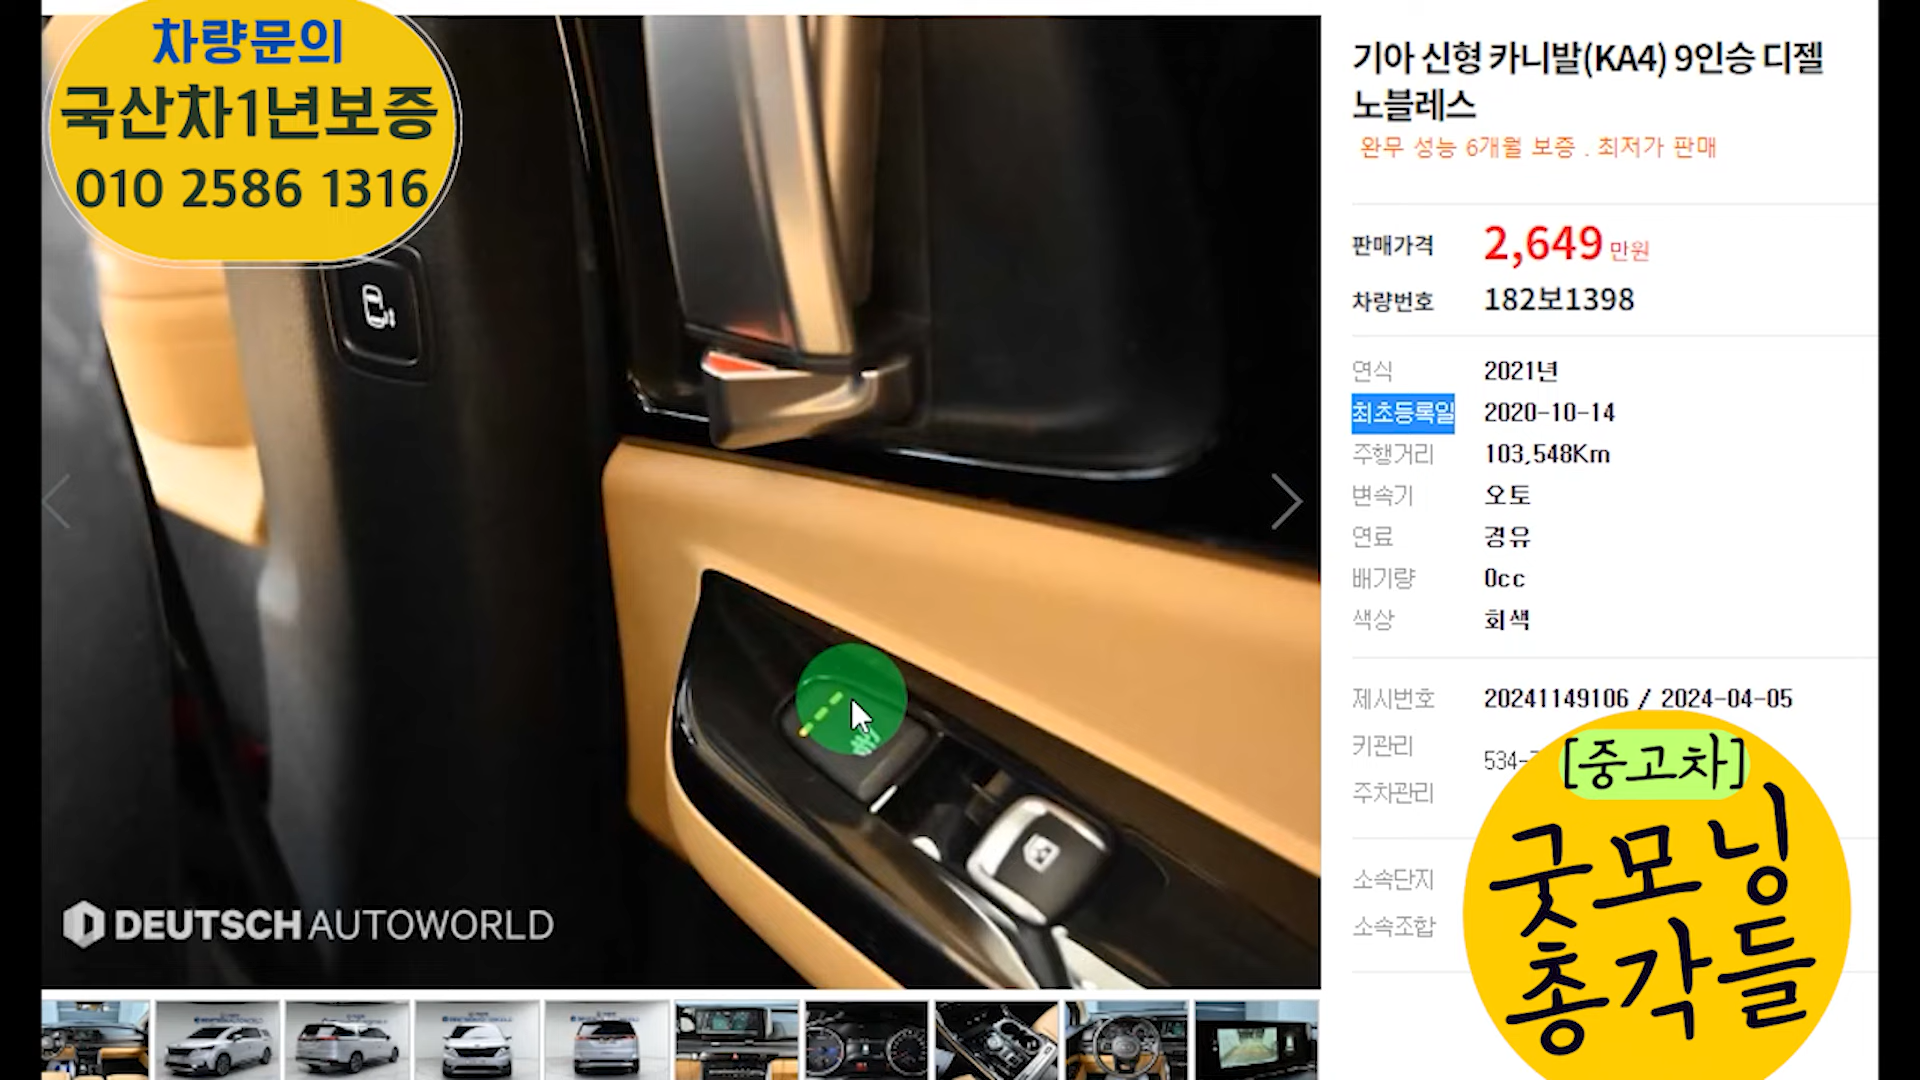 차량문의
국산차1년보증
010 2586 1316
DEUTSCH AUTOWORLD
기아 신형 카니발(KA4) 9인승 디젤
노블레스
완무 성능 6개월 보증 . 최저가 판매
판매가격 2,649 만원
차량번호 182보1398
연식 2021년
최초등록일 2020-10-14
주행거리 103,548Km
변속기 오토
연료 경유
배기량 0cc
색상 회색
제시번호 20241149106 / 2024-04-05
키관리 534-
주차관리
소속단지
소속조합
[중고차]
굿모닝
총각들